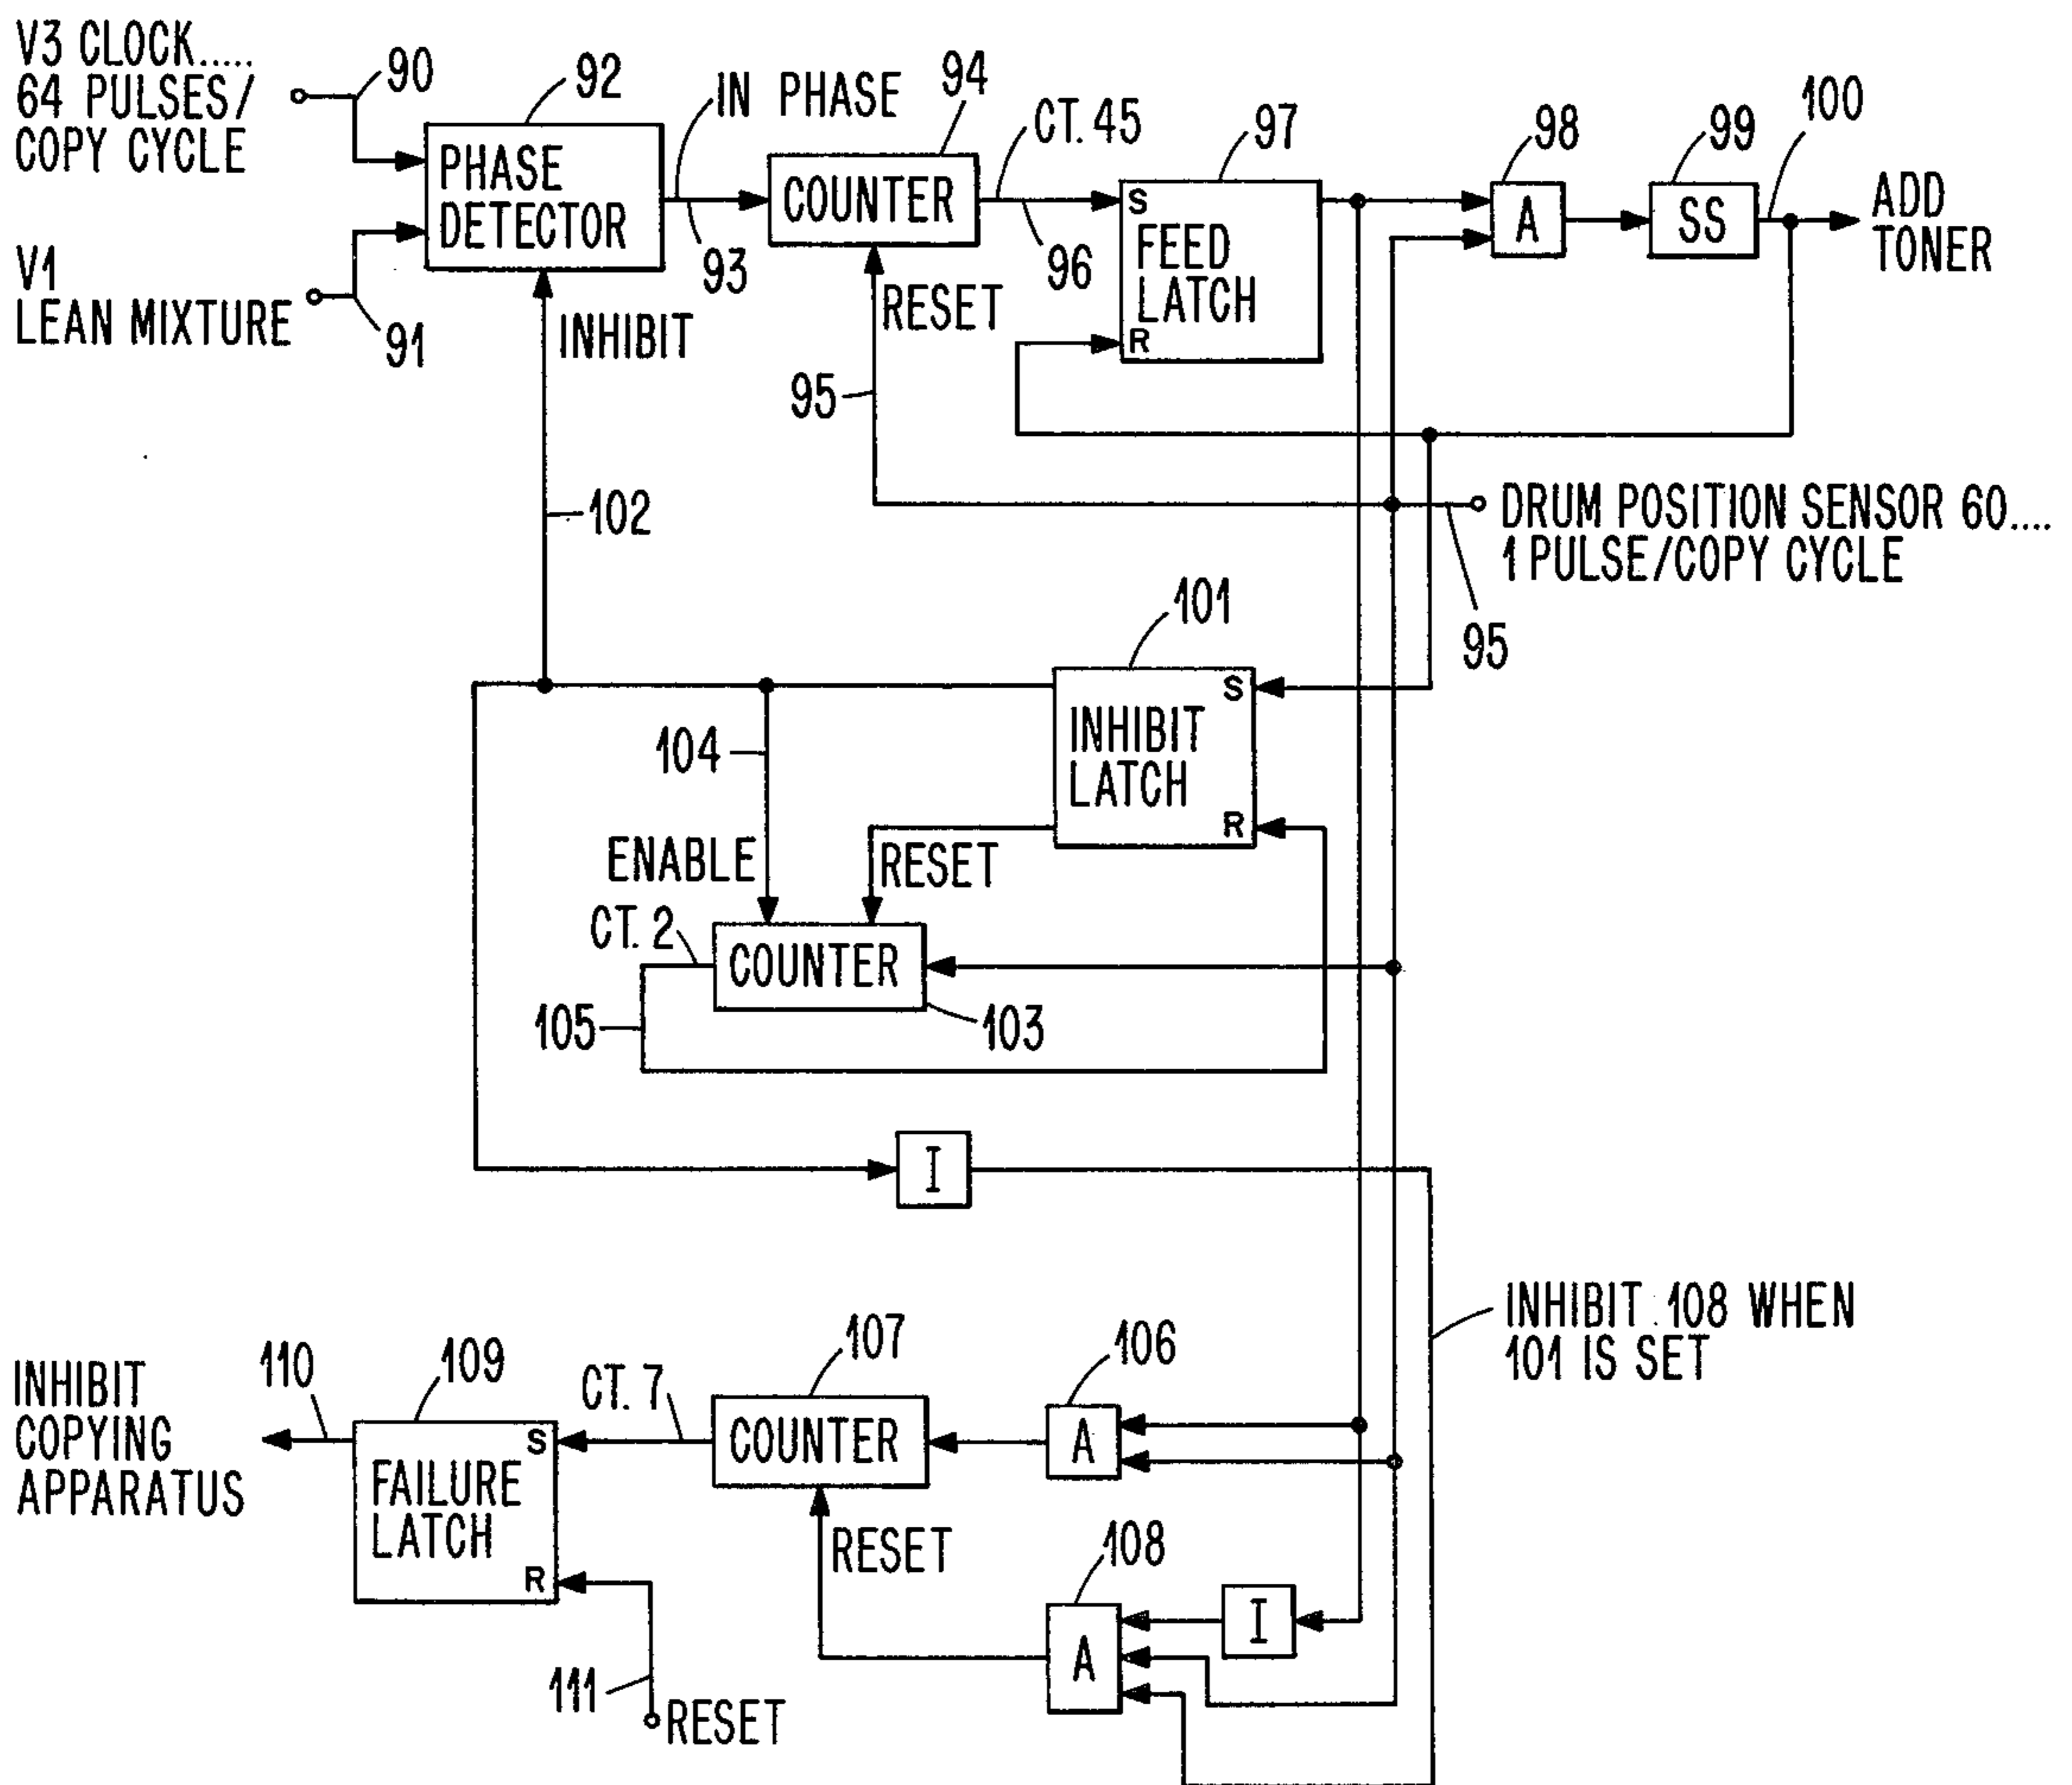 V3 CLOCK.....
64 PULSES/
COPY CYCLE
90
92
IN PHASE
94
CT. 45
97
98
99
100
PHASE
DETECTOR
COUNTER
S
FEED
LATCH
R
A
SS
ADD
TONER
V1
LEAN MIXTURE
91
INHIBIT
93
RESET
96
95
102
DRUM POSITION SENSOR 60....
1 PULSE/COPY CYCLE
95
101
S
INHIBIT
LATCH
R
104
ENABLE
RESET
CT. 2
COUNTER
105
103
I
INHIBIT 108 WHEN
101 IS SET
INHIBIT
COPYING
APPARATUS
110
109
CT. 7
107
106
S
FAILURE
LATCH
R
COUNTER
A
RESET
108
I
A
111
RESET